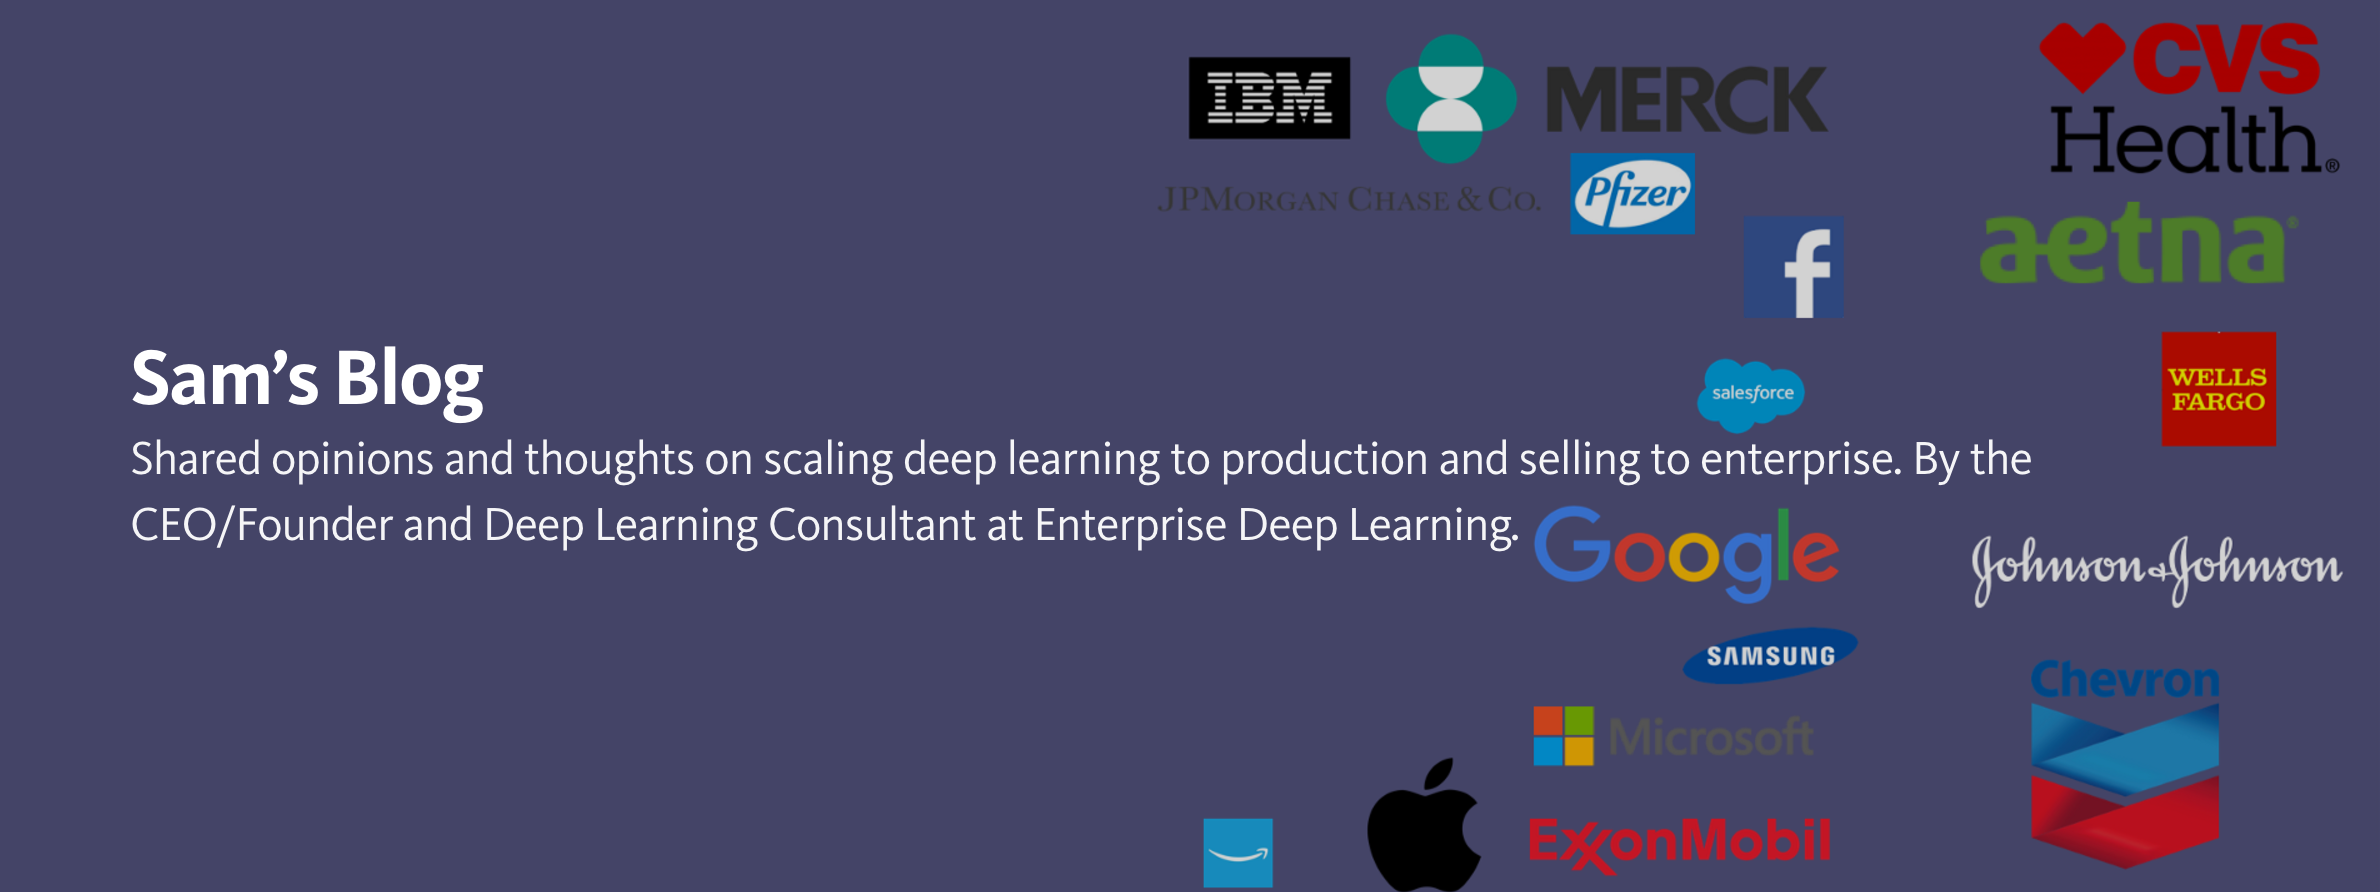 IBM
MERCK
CVS
Health®
JPMORGAN CHASE & CO.
Pfizer
aetna®
f
Sam's Blog
salesforce
WELLS
FARGO
Shared opinions and thoughts on scaling deep learning to production and selling to enterprise. By the
CEO/Founder and Deep Learning Consultant at Enterprise Deep Learning.
Google
Johnson&Johnson
SAMSUNG
Chevron
Microsoft
ExxonMobil